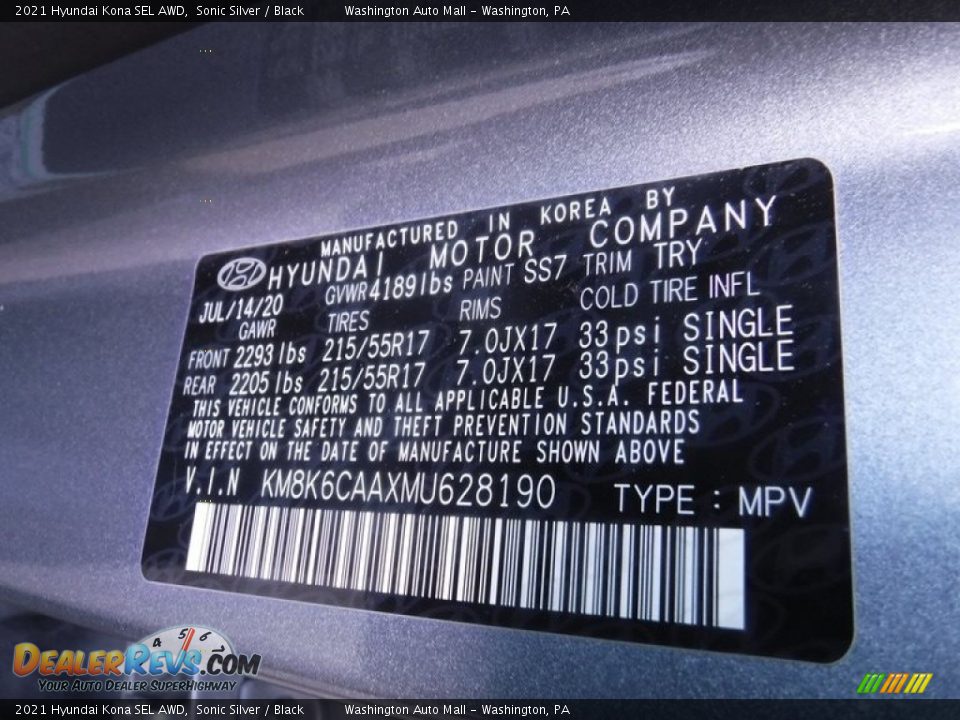 2021 Hyundai Kona SEL AWD, Sonic Silver / Black Washington Auto Mall - Washington, PA
MANUFACTURED IN KOREA BY
HYUNDAI MOTOR COMPANY
JUL/14/20 GVWR 4189 lbs PAINT SS7 TRIM TRY
GAWR TIRES RIMS COLD TIRE INFL
FRONT 2293 lbs 215/55R17 7.0JX17 33psi SINGLE
REAR 2205 lbs 215/55R17 7.0JX17 33psi SINGLE
THIS VEHICLE CONFORMS TO ALL APPLICABLE U.S.A. FEDERAL
MOTOR VEHICLE SAFETY AND THEFT PREVENTION STANDARDS
IN EFFECT ON THE DATE OF MANUFACTURE SHOWN ABOVE
V.I.N KM8K6CAAXMU628190 TYPE : MPV
4 5 6
DEALERREVS.COM
YOUR AUTO DEALER SUPERHIGHWAY
2021 Hyundai Kona SEL AWD, Sonic Silver / Black Washington Auto Mall - Washington, PA